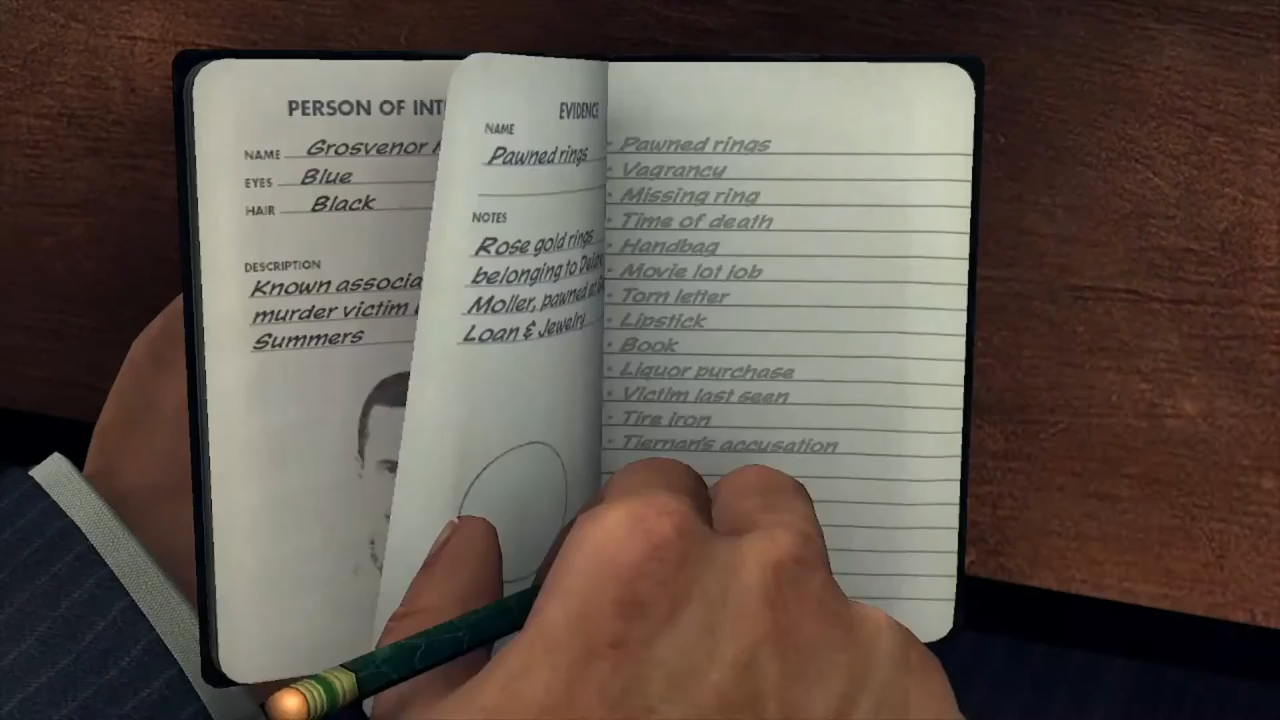 PERSON OF INT
NAME Grosvenor
EYES Blue
HAIR Black
DESCRIPTION
Known associa
murder victim
Summers
EVIDENCE
NAME
Pawned rings
NOTES
Rose gold rings
belonging to
Moller, pawned at
Loan & Jewelry
• Pawned rings
• Vagrancy
• Missing ring
• Time of death
• Handbag
• Movie lot job
• Torn letter
• Lipstick
• Book
• Liquor purchase
• Victim last seen
• Tire iron
• Tiernan's accusation